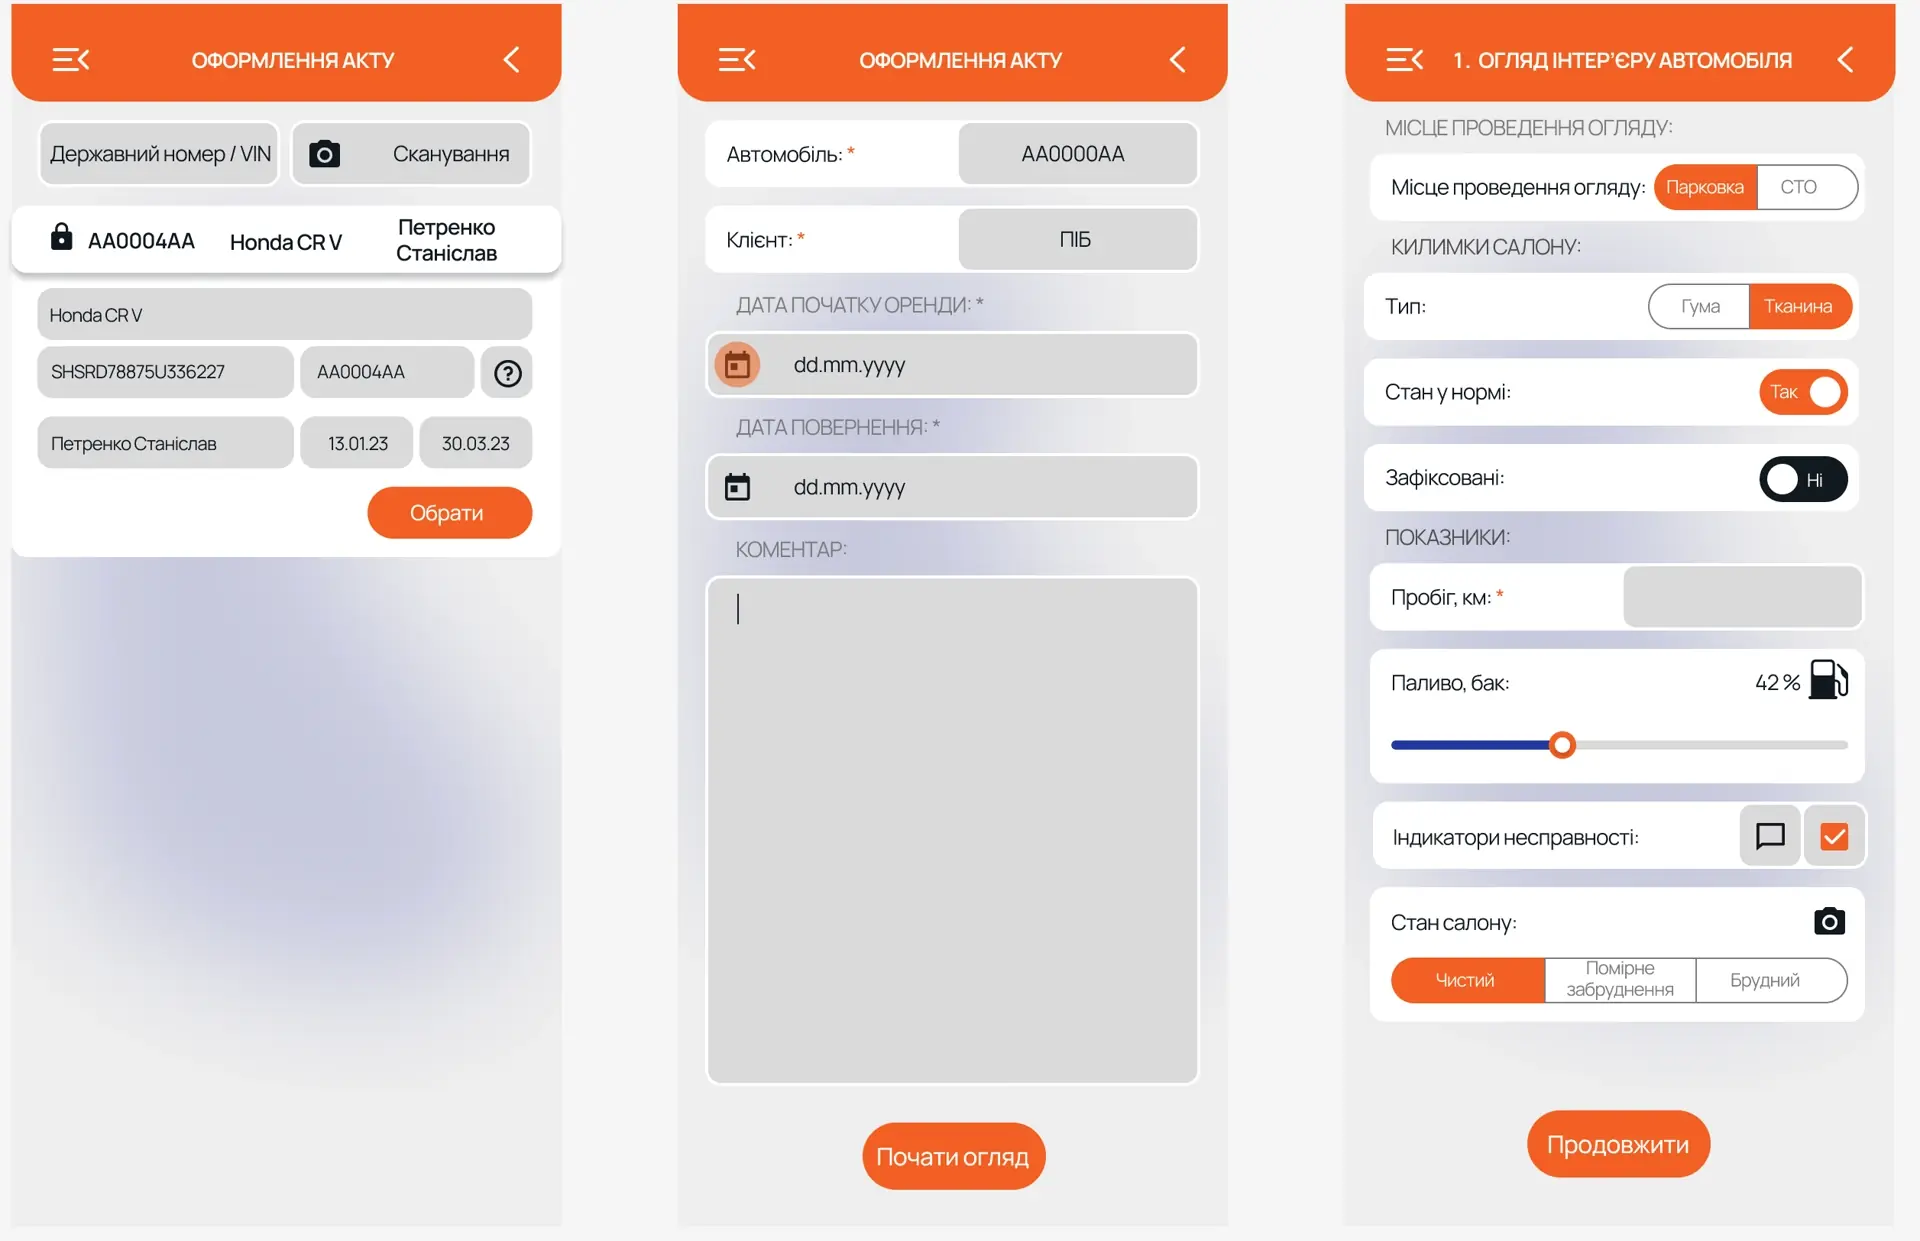 ОФОРМЛЕННЯ АКТУ
Державний номер / VIN
Сканування
AA0004AA
Honda CR V
Петренко
Станіслав
Honda CR V
SHSRD78875U336227
AA0004AA
Петренко Станіслав
13.01.23
30.03.23
Обрати
ОФОРМЛЕННЯ АКТУ
Автомобіль: *
AA0000AA
Клієнт: *
ПІБ
ДАТА ПОЧАТКУ ОРЕНДИ: *
dd.mm.yyyy
ДАТА ПОВЕРНЕННЯ: *
dd.mm.yyyy
КОМЕНТАР:
Почати огляд
1. ОГЛЯД ІНТЕР’ЄРУ АВТОМОБІЛЯ
МІСЦЕ ПРОВЕДЕННЯ ОГЛЯДУ:
Місце проведення огляду:
Парковка
СТО
КИЛИМКИ САЛОНУ:
Тип:
Гума
Тканина
Стан у нормі:
Так
Зафіксовані:
Ні
ПОКАЗНИКИ:
Пробіг, км: *
Паливо, бак:
42 %
Індикатори несправності:
Стан салону:
Чистий
Помірне
забруднення
Брудний
Продовжити